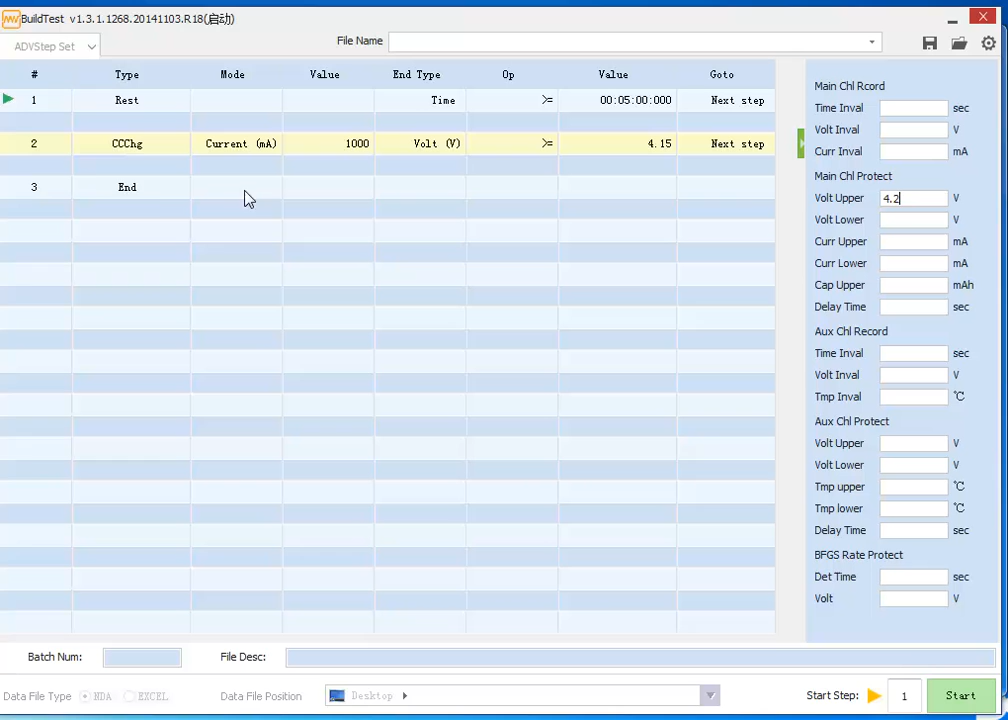 BuildTest v1.3.1.1268.20141103.R18(启动)
ADVStep Set
File Name
# Type Mode Value End Type Op Value Goto
1 Rest Time >= 00:05:00:000 Next step
2 CCChg Current (mA) 1000 Volt (V) >= 4.15 Next step
3 End
Main Chl Rcord
Time Inval sec
Volt Inval V
Curr Inval mA
Main Chl Protect
Volt Upper 4.2 V
Volt Lower V
Curr Upper mA
Curr Lower mA
Cap Upper mAh
Delay Time sec
Aux Chl Record
Time Inval sec
Volt Inval V
Tmp Inval ℃
Aux Chl Protect
Volt Upper V
Volt Lower V
Tmp upper ℃
Tmp lower ℃
Delay Time sec
BFGS Rate Protect
Det Time sec
Volt V
Batch Num: File Desc:
Data File Type NDA EXCEL Data File Position Desktop Start Step: 1 Start